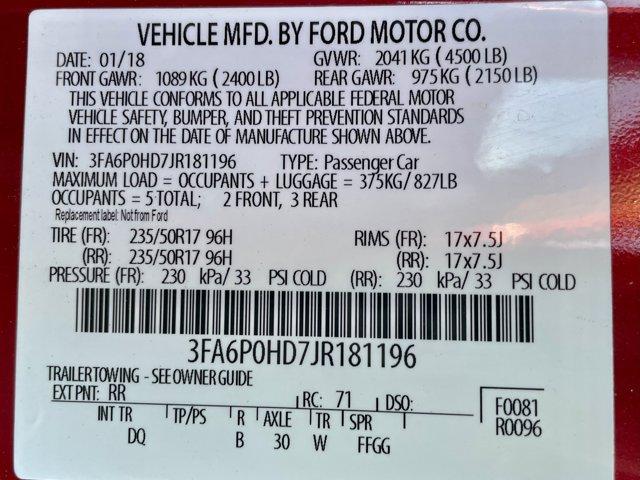 VEHICLE MFD. BY FORD MOTOR CO.
DATE: 01/18 GVWR: 2041 KG (4500 LB)
FRONT GAWR: 1089 KG (2400 LB) REAR GAWR: 975 KG (2150 LB)
THIS VEHICLE CONFORMS TO ALL APPLICABLE FEDERAL MOTOR
VEHICLE SAFETY, BUMPER, AND THEFT PREVENTION STANDARDS
IN EFFECT ON THE DATE OF MANUFACTURE SHOWN ABOVE.
VIN: 3FA6P0HD7JR181196 TYPE: Passenger Car
MAXIMUM LOAD = OCCUPANTS + LUGGAGE = 375KG/ 827LB
OCCUPANTS = 5 TOTAL; 2 FRONT, 3 REAR
Replacement label: Not from Ford
TIRE (FR): 235/50R17 96H RIMS (FR): 17x7.5J
(RR): 235/50R17 96H (RR): 17x7.5J
PRESSURE (FR): 230 kPa/ 33 PSI COLD (RR): 230 kPa/ 33 PSI COLD
3FA6P0HD7JR181196
TRAILER TOWING - SEE OWNER GUIDE
EXT PNT: RR RC: 71 DSO: F0081
INT TR TP/PS R AXLE TR SPR R0096
DQ B 30 W FFGG